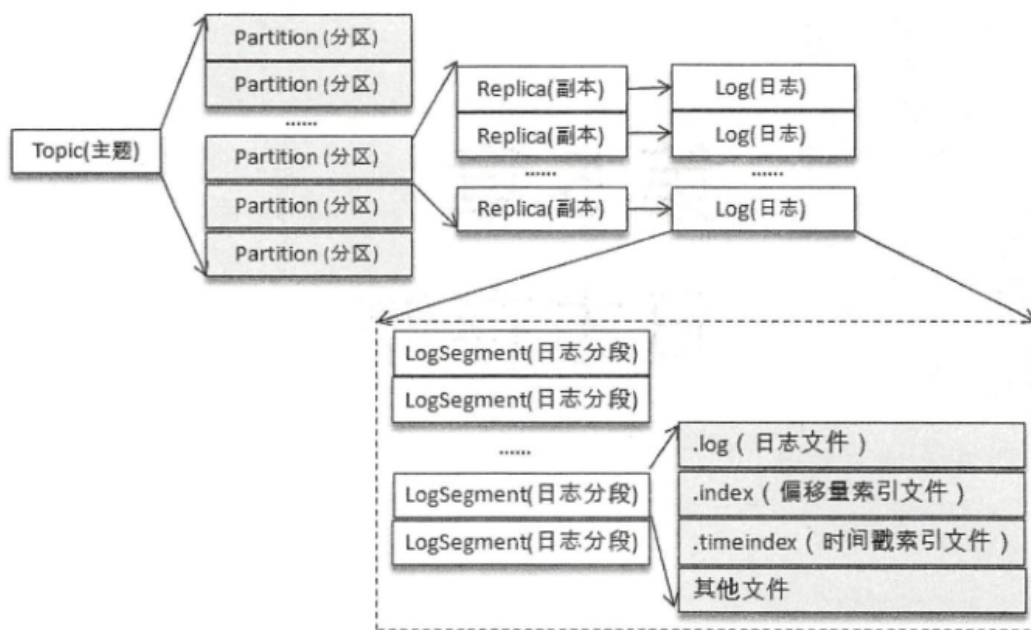 Topic(主题)
Partition (分区)
Partition (分区)
......
Partition (分区)
Partition (分区)
Partition (分区)
Replica(副本)
Replica(副本)
......
Replica(副本)
Log(日志)
Log(日志)
......
Log(日志)
LogSegment(日志分段)
LogSegment(日志分段)
......
LogSegment(日志分段)
LogSegment(日志分段)
.log ( 日志文件 )
.index ( 偏移量索引文件 )
.timeindex ( 时间戳索引文件 )
其他文件